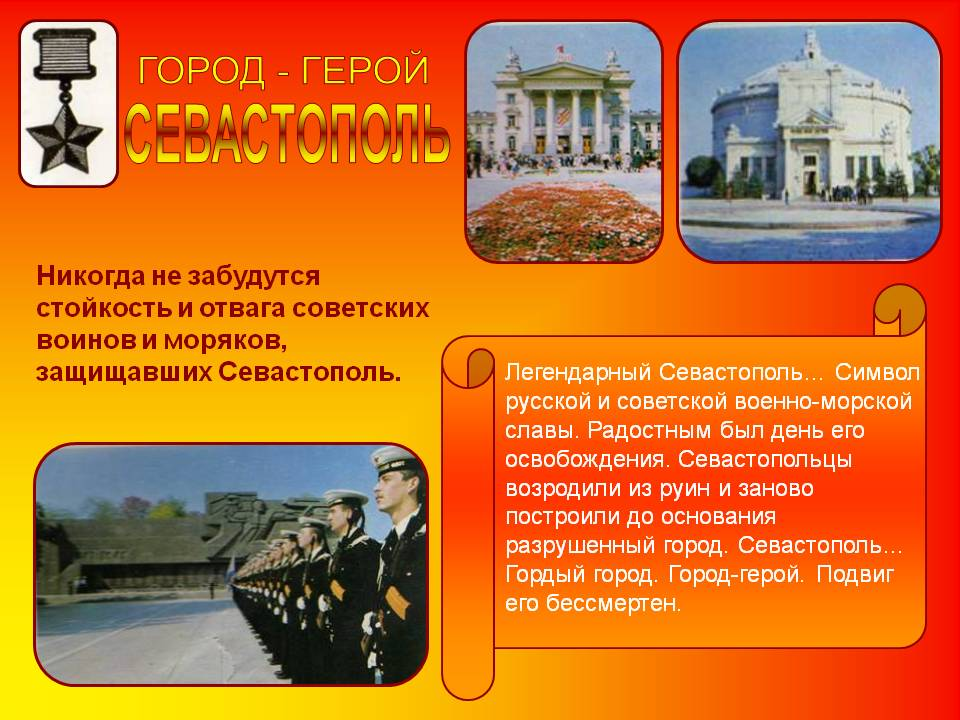 ГОРОД - ГЕРОЙ
СЕВАСТОПОЛЬ
Никогда не забудутся
стойкость и отвага советских
воинов и моряков,
защищавших Севастополь.
Легендарный Севастополь… Символ
русской и советской военно-морской
славы. Радостным был день его
освобождения. Севастопольцы
возродили из руин и заново
построили до основания
разрушенный город. Севастополь…
Гордый город. Город-герой. Подвиг
его бессмертен.